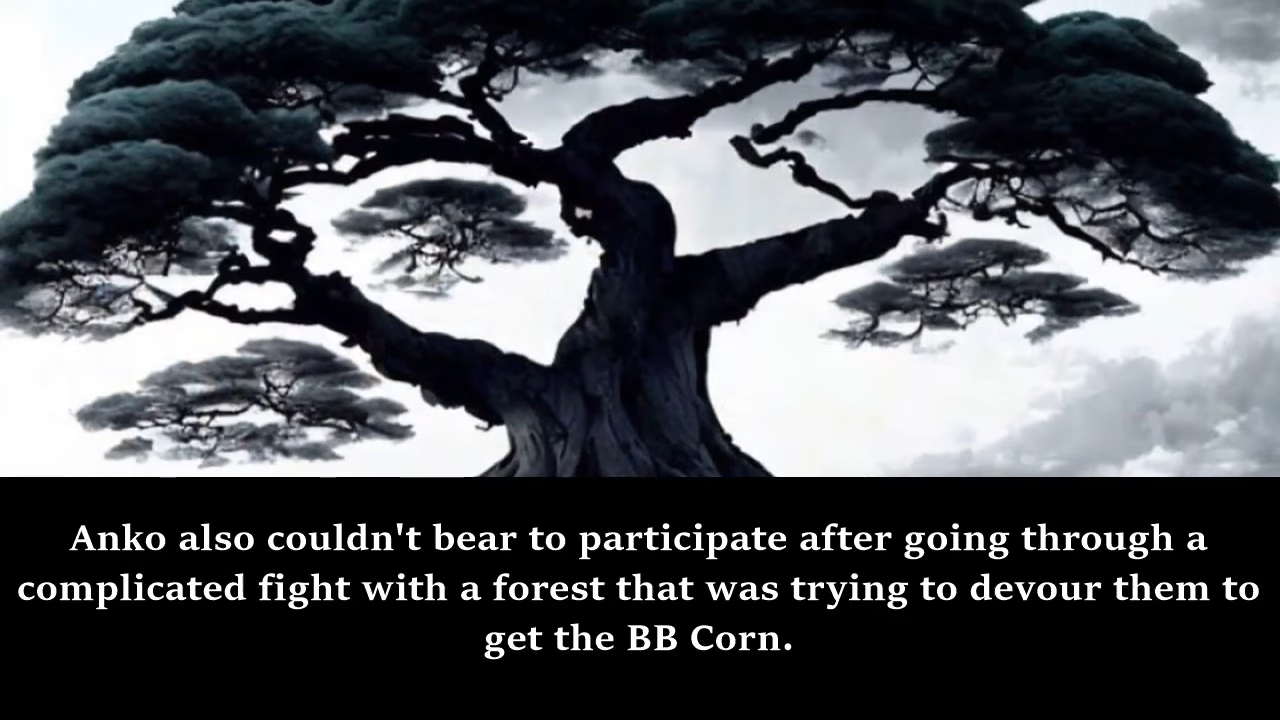 Anko also couldn't bear to participate after going through a
complicated fight with a forest that was trying to devour them to
get the BB Corn.